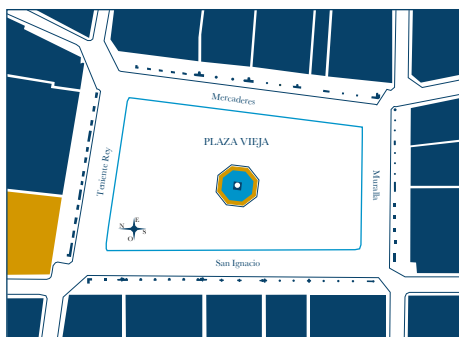 Mercaderes
PLAZA VIEJA
Teniente Rey
Muralla
E
N
S
O
San Ignacio